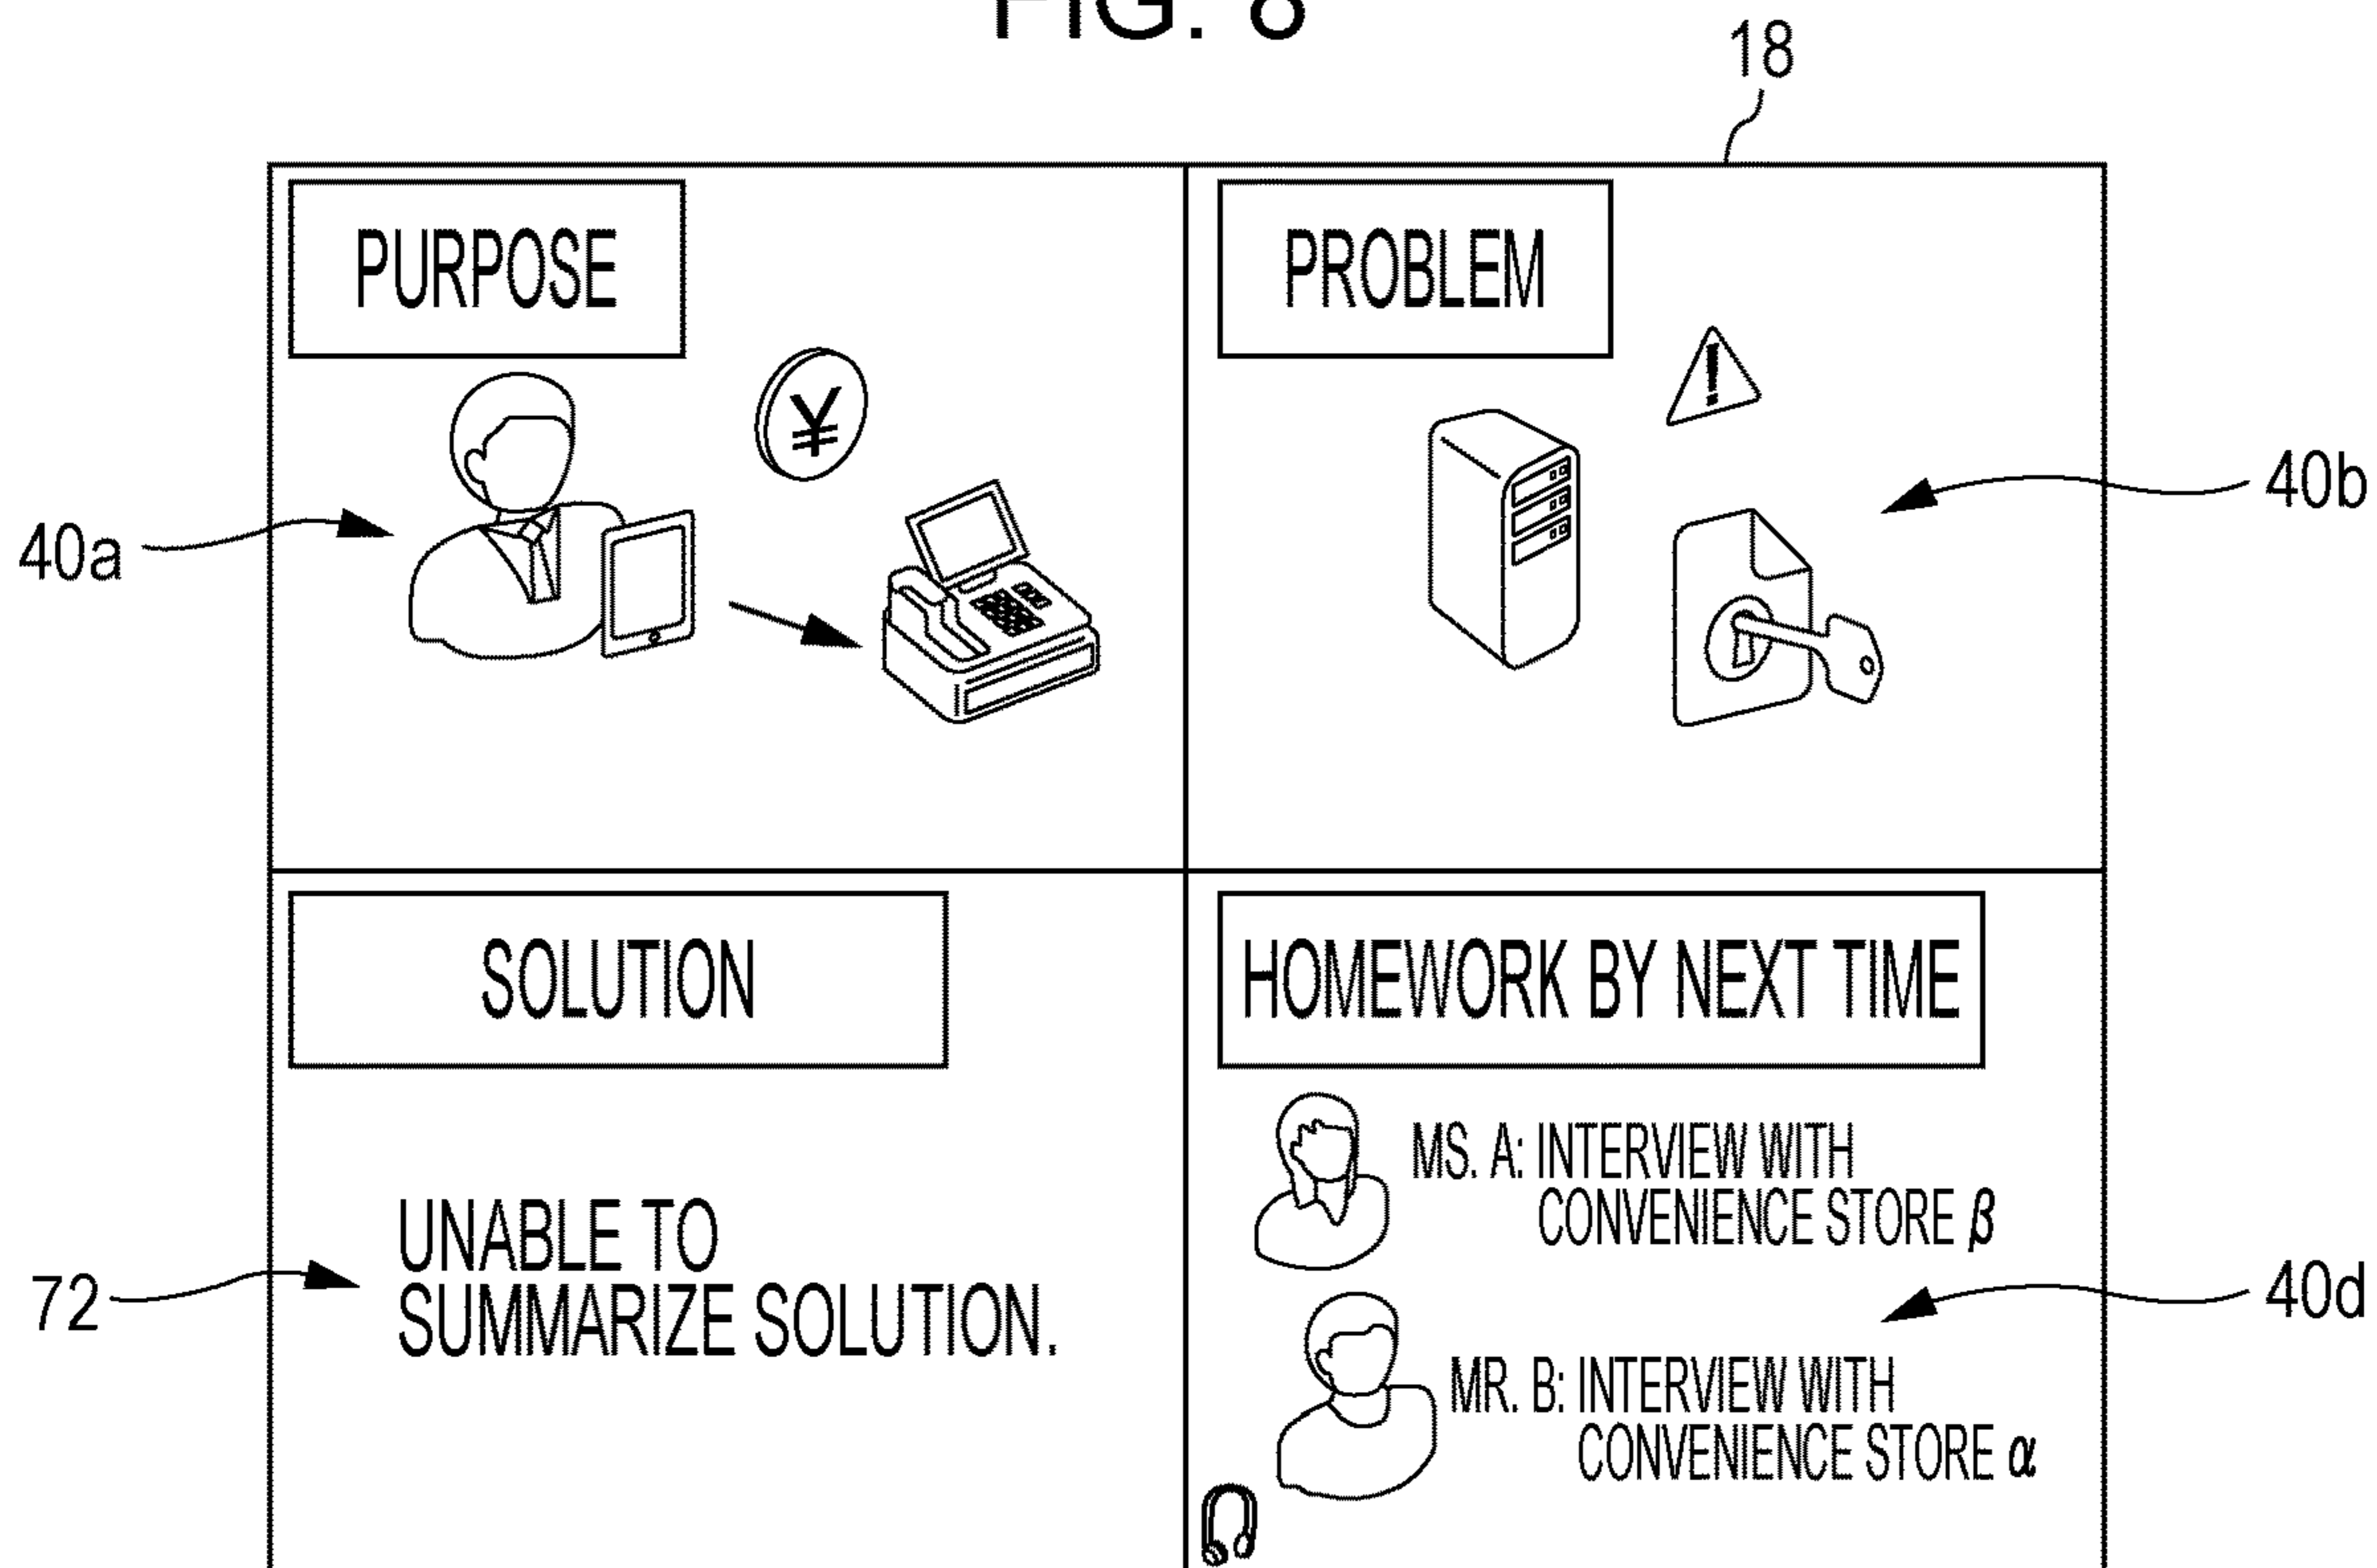 FIG. 8
18
PURPOSE
PROBLEM
¥
!
40a
40b
SOLUTION
HOMEWORK BY NEXT TIME
UNABLE TO
SUMMARIZE SOLUTION.
72
MS. A: INTERVIEW WITH
CONVENIENCE STORE β
40d
MR. B: INTERVIEW WITH
CONVENIENCE STORE α